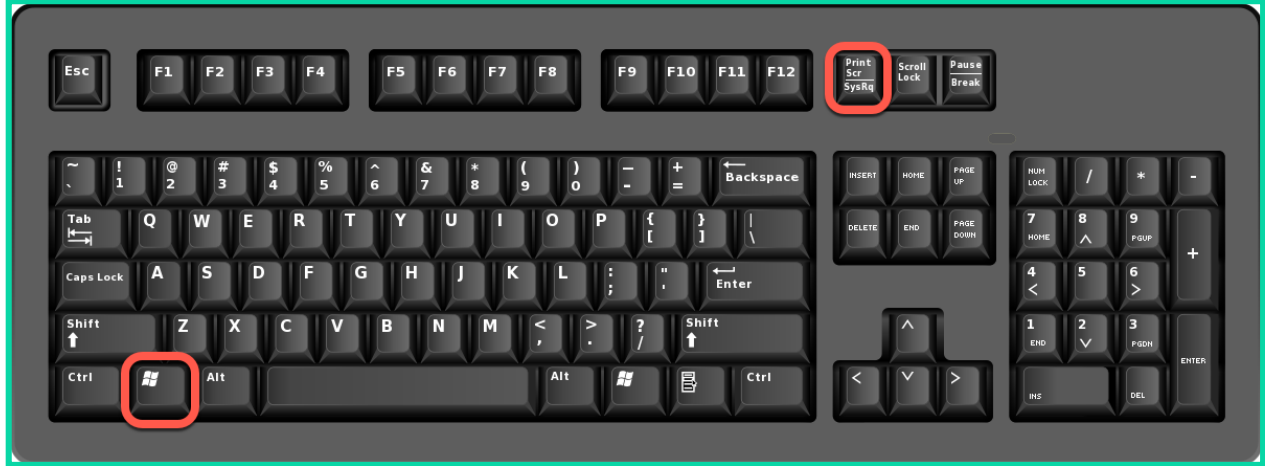 Esc F1 F2 F3 F4 F5 F6 F7 F8 F9 F10 F11 F12 Print Scr SysRq Scroll Lock Pause Break
~ ` ! 1 @ 2 # 3 $ 4 % 5 ^ 6 & 7 * 8 ( 9 ) 0 — - + = Backspace INSERT HOME PAGE UP NUM LOCK / * -
Tab Q W E R T Y U I O P { [ } ] | \ DELETE END PAGE DOWN 7 HOME 8 9 PGUP +
Caps Lock A S D F G H J K L : ; " ' Enter 4 < 5 6 >
Shift Z X C V B N M < , > . ? / Shift 1 END 2 3 PGDN ENTER
Ctrl Alt Alt Ctrl < > INS DEL